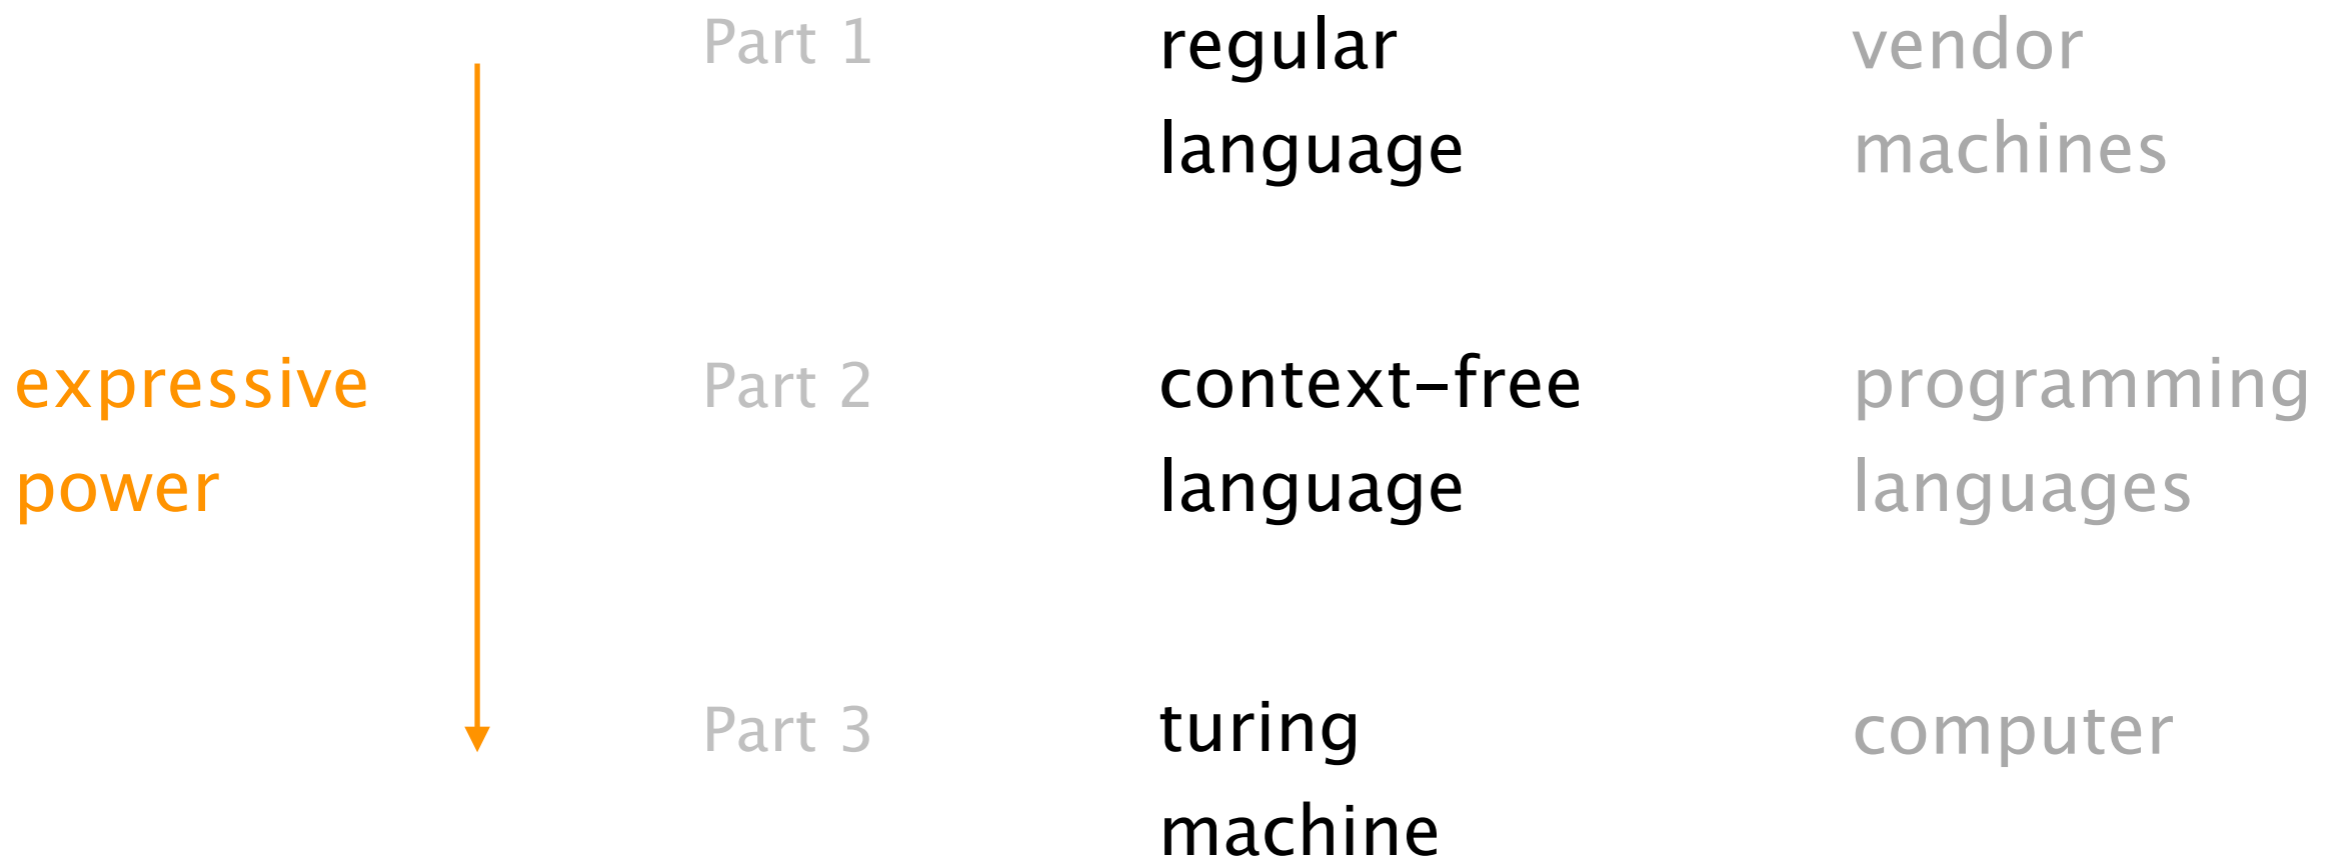 Part 1 regular vendor
language machines
expressive Part 2 context-free programming
power language languages
Part 3 turing computer
machine